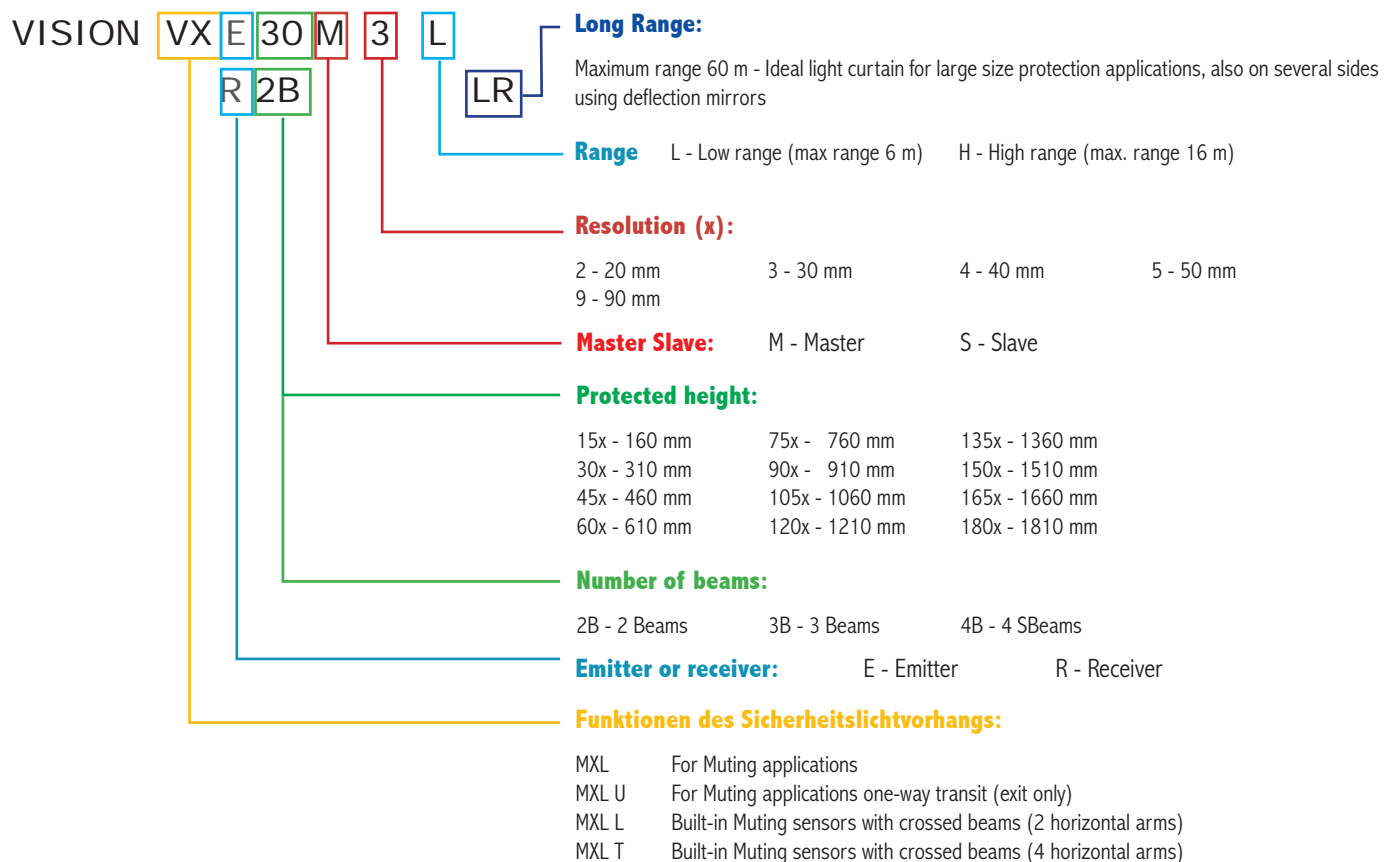 VISION VX E 30 M 3 L
R 2B LR
Long Range:
Maximum range 60 m - Ideal light curtain for large size protection applications, also on several sides
using deflection mirrors
Range L - Low range (max range 6 m) H - High range (max. range 16 m)
Resolution (x):
2 - 20 mm 3 - 30 mm 4 - 40 mm 5 - 50 mm
9 - 90 mm
Master Slave: M - Master S - Slave
Protected height:
15x - 160 mm 75x - 760 mm 135x - 1360 mm
30x - 310 mm 90x - 910 mm 150x - 1510 mm
45x - 460 mm 105x - 1060 mm 165x - 1660 mm
60x - 610 mm 120x - 1210 mm 180x - 1810 mm
Number of beams:
2B - 2 Beams 3B - 3 Beams 4B - 4 SBeams
Emitter or receiver: E - Emitter R - Receiver
Funktionen des Sicherheitslichtvorhangs:
MXL For Muting applications
MXL U For Muting applications one-way transit (exit only)
MXL L Built-in Muting sensors with crossed beams (2 horizontal arms)
MXL T Built-in Muting sensors with crossed beams (4 horizontal arms)